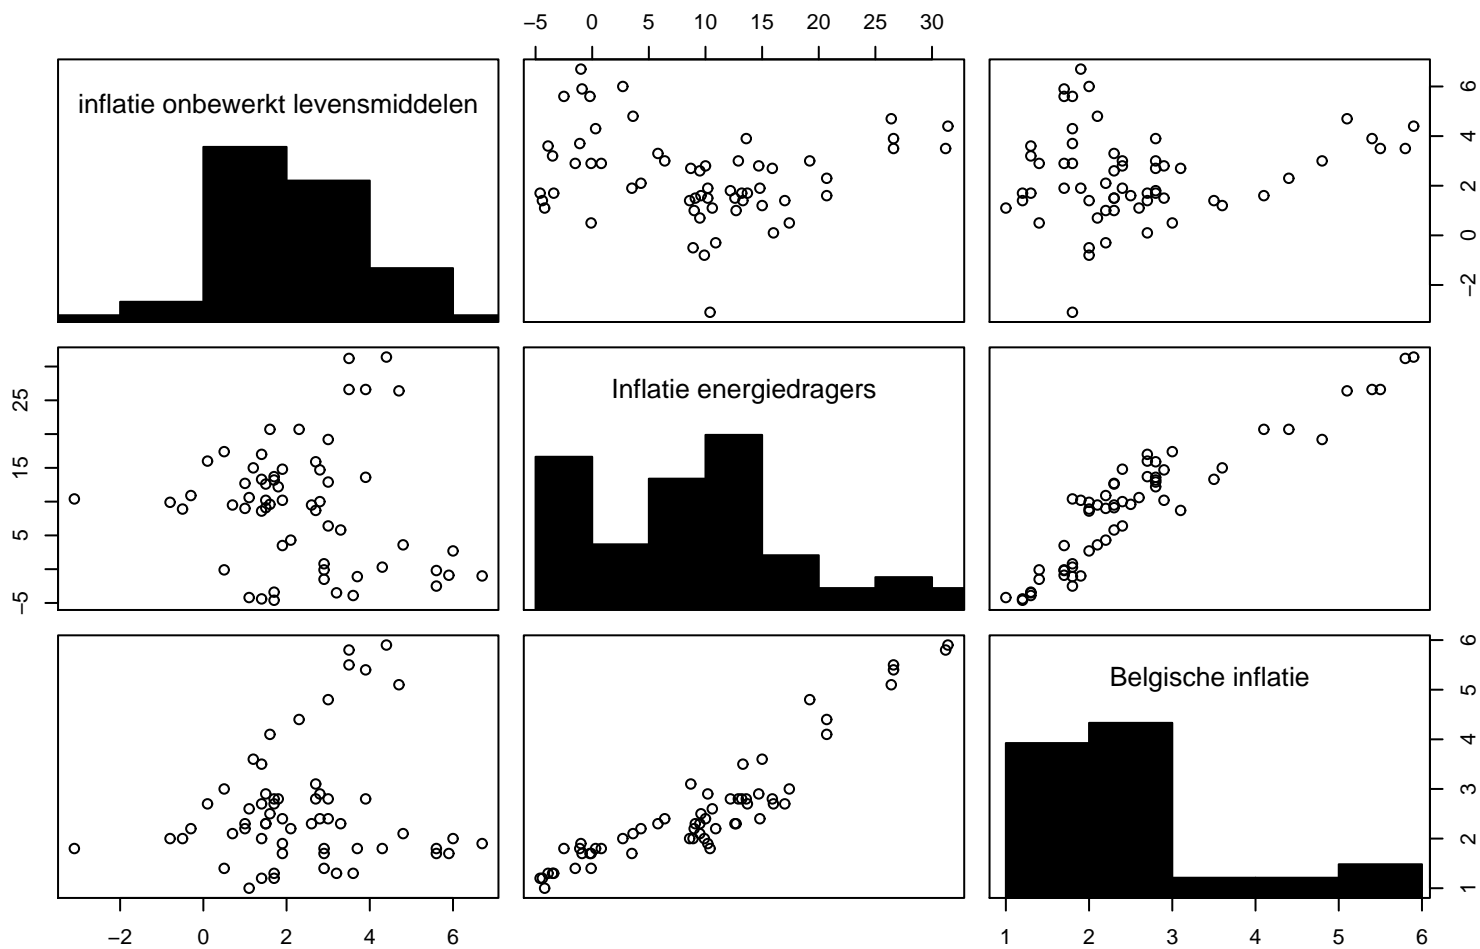 −5 0 5 10 15 20 25 30
inflatie onbewerkt levensmiddelen
−2 0 2 4 6
Inflatie energiedragers
−5 5 15 25
Belgische inflatie
1 2 3 4 5 6
−2 0 2 4 6
1 2 3 4 5 6